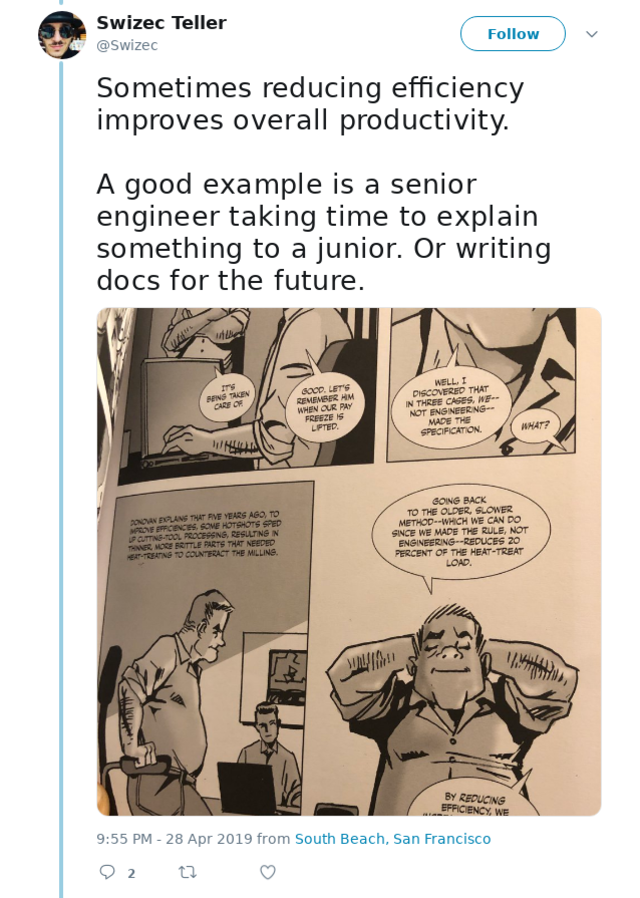 Swizec Teller
@Swizec
Follow
Sometimes reducing efficiency
improves overall productivity.
A good example is a senior
engineer taking time to explain
something to a junior. Or writing
docs for the future.
IT'S
BEING TAKEN
CARE OF.
GOOD. LET'S
REMEMBER HIM
WHEN OUR PAY
FREEZE IS
LIFTED.
WELL, I
DISCOVERED THAT
IN THREE CASES, WE--
NOT ENGINEERING--
MADE THE
SPECIFICATION.
WHAT?
DONOVAN EXPLAINS THAT FIVE YEARS AGO, TO
IMPROVE EFFICIENCIES, SOME HOTSHOTS SPED
UP CUTTING-TOOL PROCESSING, RESULTING IN
THINNER, MORE BRITTLE PARTS THAT NEEDED
HEAT-TREATING TO COUNTERACT THE MILLING.
GOING BACK
TO THE OLDER, SLOWER
METHOD--WHICH WE CAN DO
SINCE WE MADE THE RULE, NOT
ENGINEERING--REDUCES 20
PERCENT OF THE HEAT-TREAT
LOAD.
BY REDUCING
EFFICIENCY, WE
9:55 PM - 28 Apr 2019 from South Beach, San Francisco
2